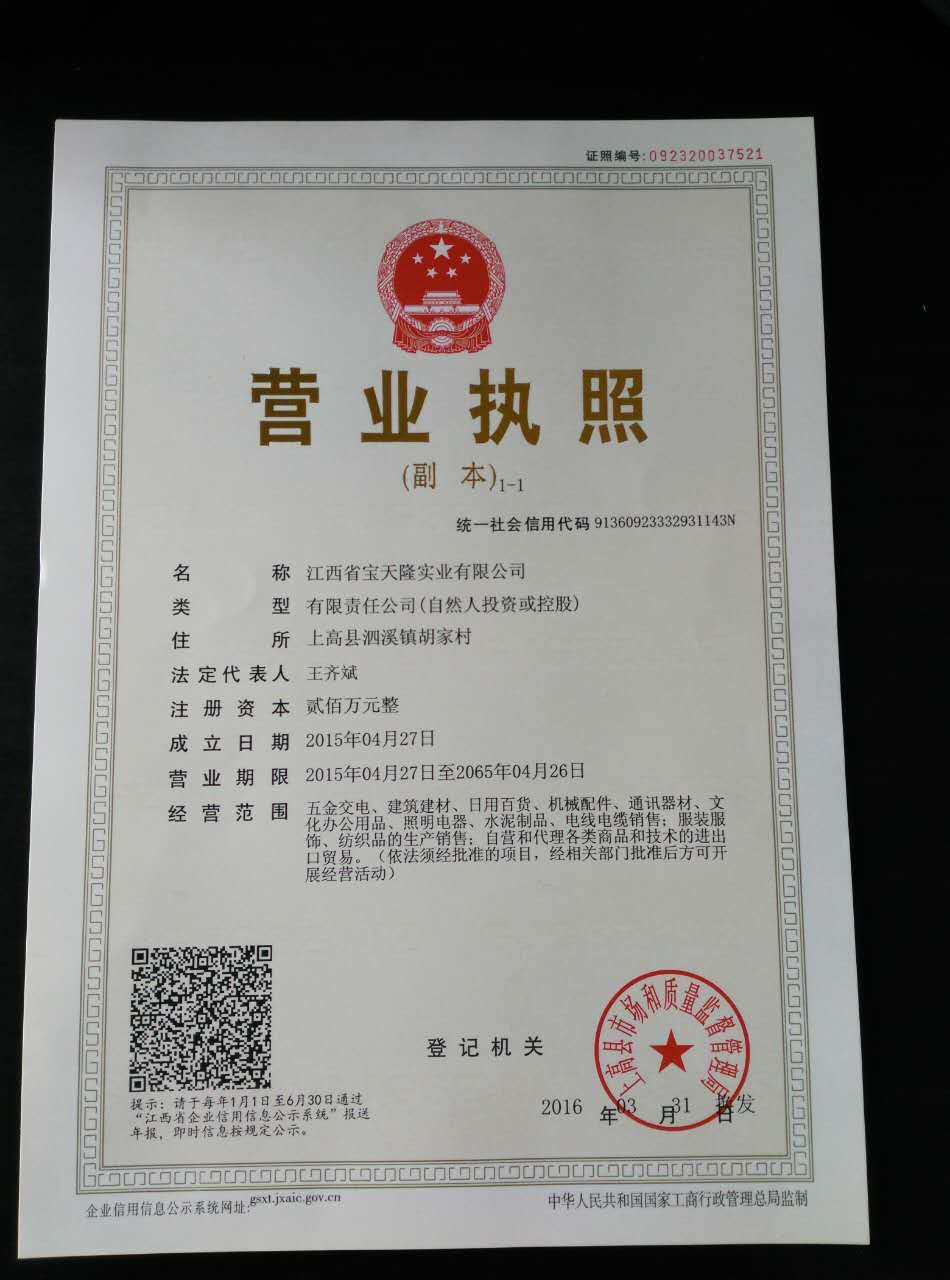 证照编号:092320037521
营业执照
(副 本)1-1
统一社会信用代码 91360923332931143N
名 称 江西省宝天隆实业有限公司
类 型 有限责任公司(自然人投资或控股)
住 所 上高县泗溪镇胡家村
法定代表人 王齐斌
注册资本 贰佰万元整
成立日期 2015年04月27日
营业期限 2015年04月27日至2065年04月26日
经营范围 五金交电、建筑建材、日用百货、机械配件、通讯器材、文
化办公用品、照明电器、水泥制品、电线电缆销售；服装服
饰、纺织品的生产销售；自营和代理各类商品和技术的进出
口贸易。（依法须经批准的项目，经相关部门批准后方可开
展经营活动）
上高县市场和质量监督管理局
登记机关
2016年03月31日 换发
提示：请于每年1月1日至6月30日通过
“江西省企业信用信息公示系统”报送
年报，即时信息按规定公示。
企业信用信息公示系统网址:gsxt.jxaic.gov.cn
中华人民共和国国家工商行政管理总局监制